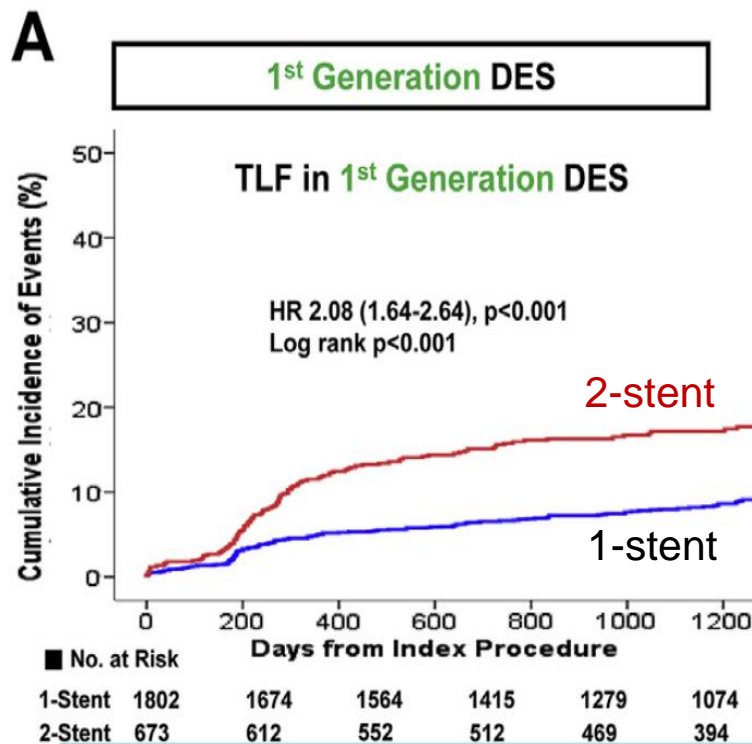 A
1st Generation DES
TLF in 1st Generation DES
Cumulative Incidence of Events (%)
50
40
30
20
10
0
HR 2.08 (1.64-2.64), p<0.001
Log rank p<0.001
2-stent
1-stent
0 200 400 600 800 1000 1200
Days from Index Procedure
■ No. at Risk
1-Stent 1802 1674 1564 1415 1279 1074
2-Stent 673 612 552 512 469 394